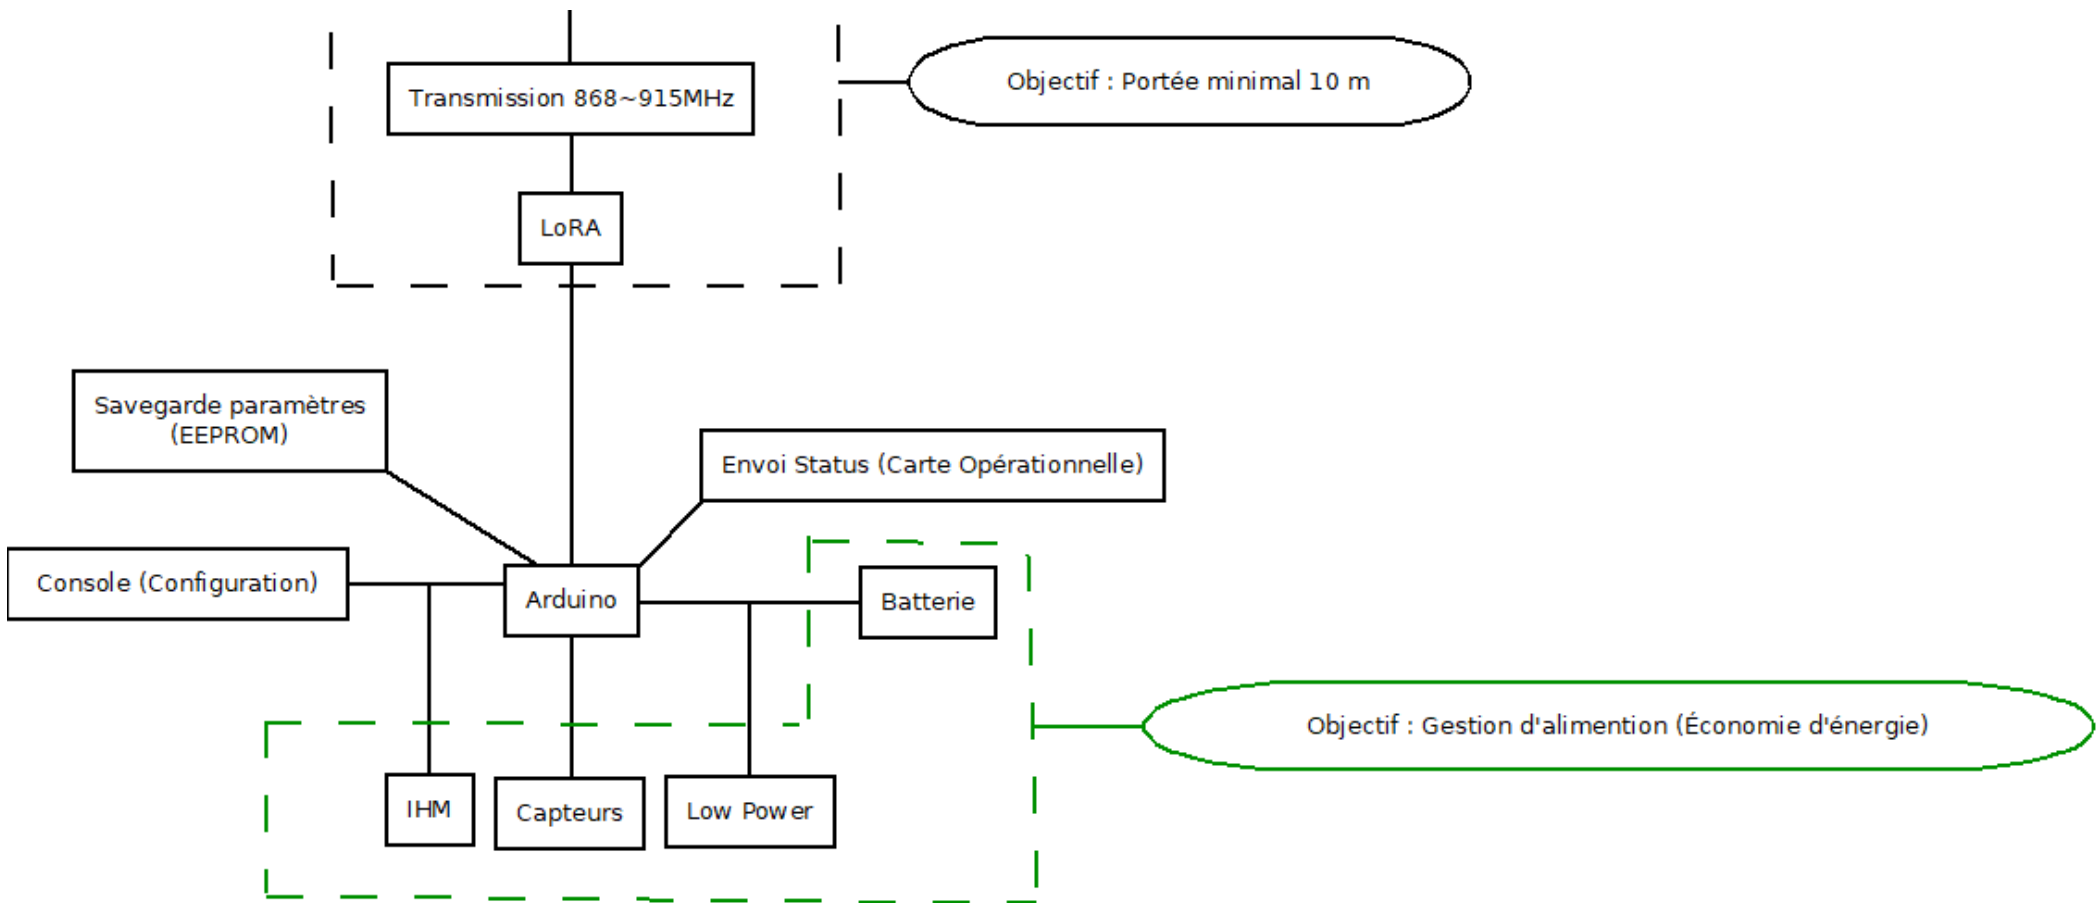 Transmission 868~915MHz
Objectif : Portée minimal 10 m
LoRA
Savegarde paramètres
(EEPROM)
Envoi Status (Carte Opérationnelle)
Console (Configuration)
Arduino
Batterie
Objectif : Gestion d'alimention (Économie d'énergie)
IHM
Capteurs
Low Power